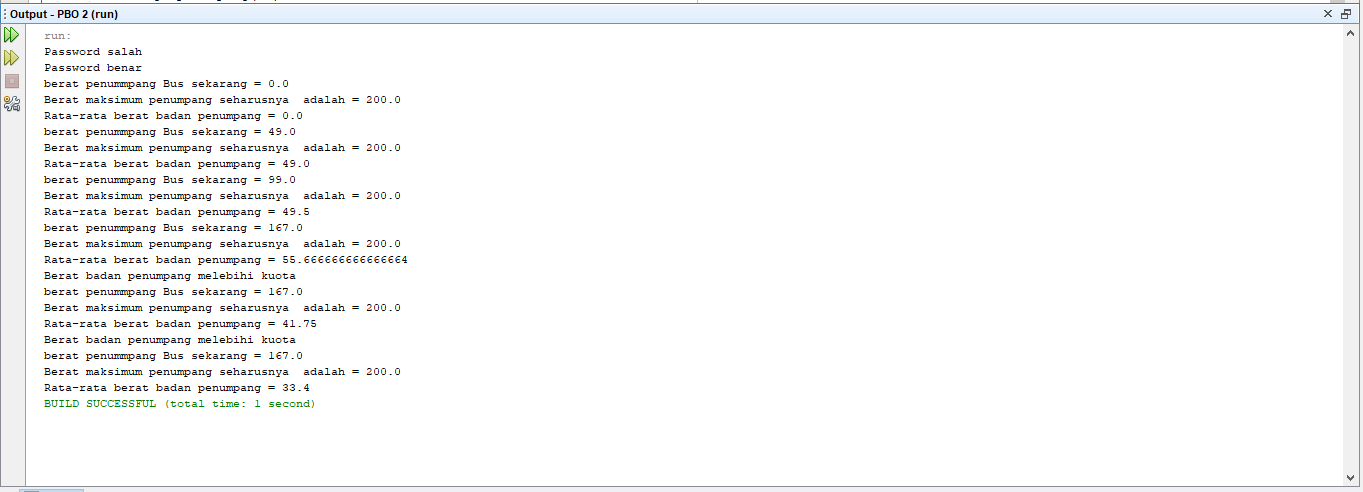 Output - PBO 2 (run)
run:
Password salah
Password benar
berat penummpang Bus sekarang = 0.0
Berat maksimum penumpang seharusnya  adalah = 200.0
Rata-rata berat badan penumpang = 0.0
berat penummpang Bus sekarang = 49.0
Berat maksimum penumpang seharusnya  adalah = 200.0
Rata-rata berat badan penumpang = 49.0
berat penummpang Bus sekarang = 99.0
Berat maksimum penumpang seharusnya  adalah = 200.0
Rata-rata berat badan penumpang = 49.5
berat penummpang Bus sekarang = 167.0
Berat maksimum penumpang seharusnya  adalah = 200.0
Rata-rata berat badan penumpang = 55.666666666666664
Berat badan penumpang melebihi kuota
berat penummpang Bus sekarang = 167.0
Berat maksimum penumpang seharusnya  adalah = 200.0
Rata-rata berat badan penumpang = 41.75
Berat badan penumpang melebihi kuota
berat penummpang Bus sekarang = 167.0
Berat maksimum penumpang seharusnya  adalah = 200.0
Rata-rata berat badan penumpang = 33.4
BUILD SUCCESSFUL (total time: 1 second)